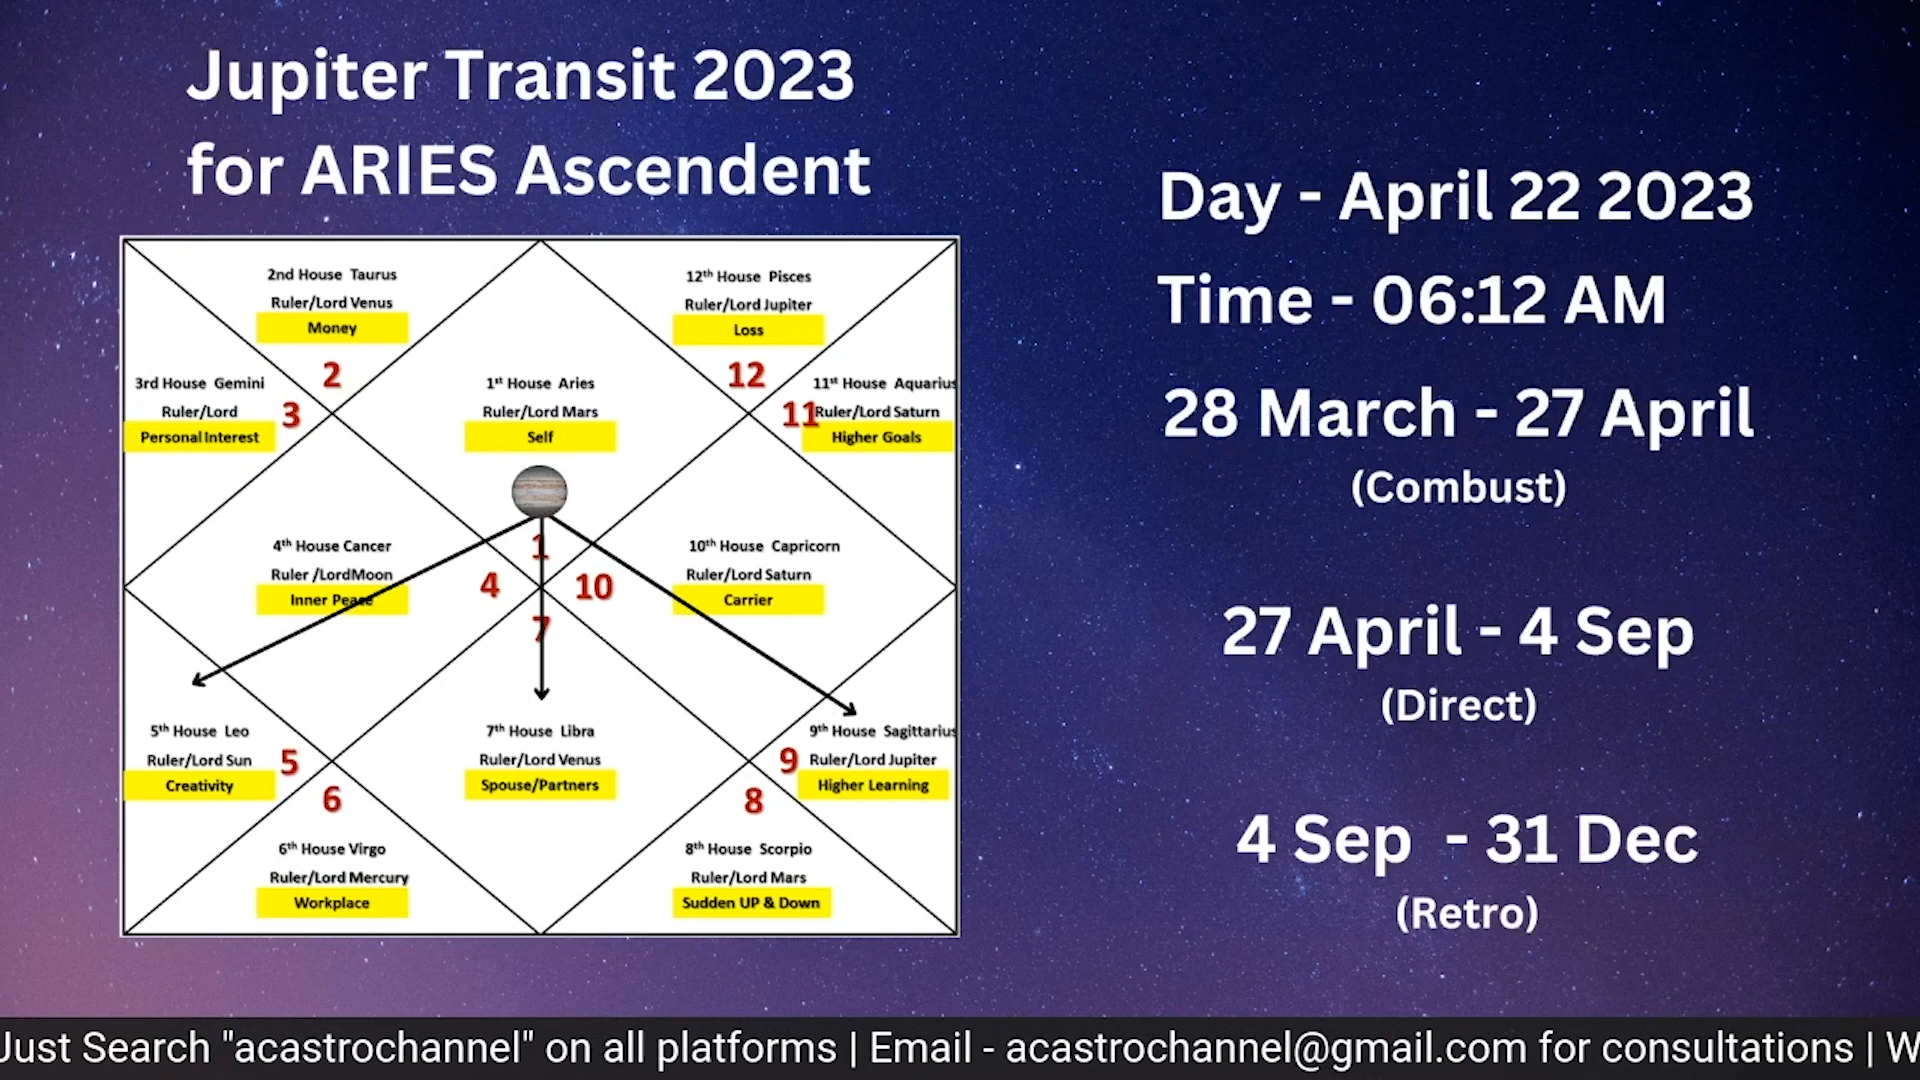 Jupiter Transit 2023
for ARIES Ascendent
Day - April 22 2023
Time - 06:12 AM
28 March - 27 April
(Combust)
27 April - 4 Sep
(Direct)
4 Sep - 31 Dec
(Retro)
2nd House Taurus
Ruler/Lord Venus
Money
2
12th House Pisces
Ruler/Lord Jupiter
Loss
12
3rd House Gemini
Ruler/Lord
Personal Interest
3
1st House Aries
Ruler/Lord Mars
Self
1
11th House Aquarius
Ruler/Lord Saturn
Higher Goals
11
4th House Cancer
Ruler /LordMoon
Inner Peace
4
10th House Capricorn
Ruler/Lord Saturn
Carrier
10
7
5th House Leo
Ruler/Lord Sun
Creativity
5
7th House Libra
Ruler/Lord Venus
Spouse/Partners
9th House Sagittarius
Ruler/Lord Jupiter
Higher Learning
9
6
6th House Virgo
Ruler/Lord Mercury
Workplace
8
8th House Scorpio
Ruler/Lord Mars
Sudden UP & Down
Just Search "acastrochannel" on all platforms | Email - acastrochannel@gmail.com for consultations | W